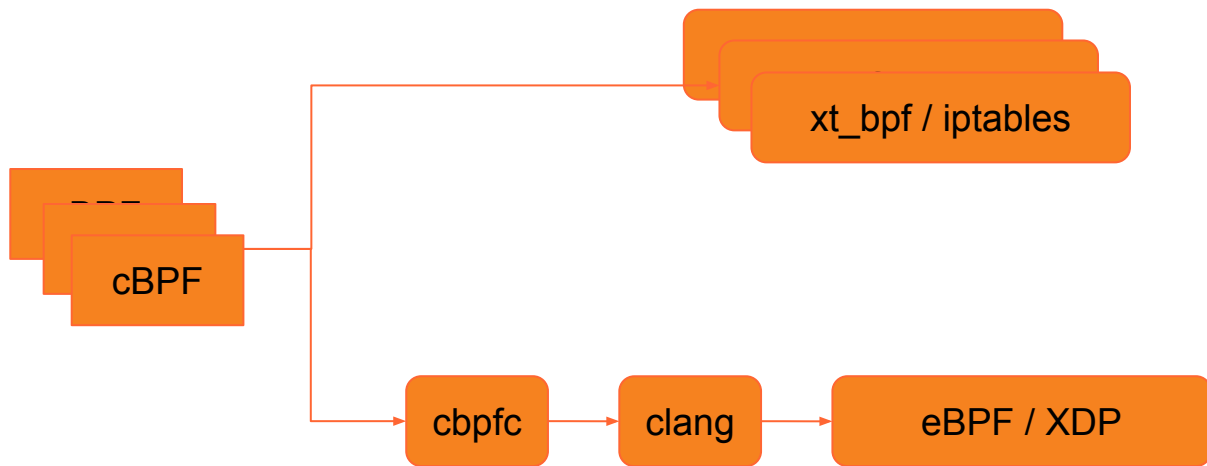 xt_bpf / iptables
cBPF
cbpfc
clang
eBPF / XDP